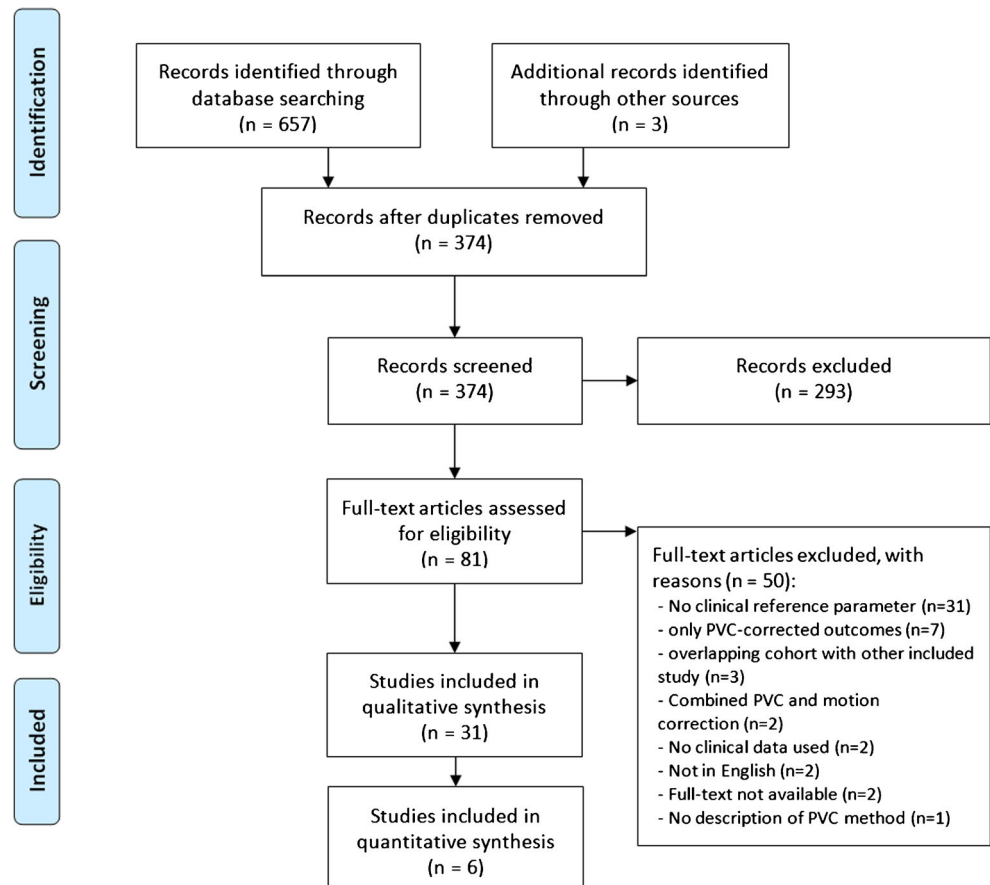 Identification
Records identified through
database searching
(n = 657)
Additional records identified
through other sources
(n = 3)
Records after duplicates removed
(n = 374)
Screening
Records screened
(n = 374)
Records excluded
(n = 293)
Eligibility
Full-text articles assessed
for eligibility
(n = 81)
Full-text articles excluded, with
reasons (n = 50):
- No clinical reference parameter (n=31)
- only PVC-corrected outcomes (n=7)
- overlapping cohort with other included
study (n=3)
- Combined PVC and motion
correction (n=2)
- No clinical data used (n=2)
- Not in English (n=2)
- Full-text not available (n=2)
- No description of PVC method (n=1)
Included
Studies included in
qualitative synthesis
(n = 31)
Studies included in
quantitative synthesis
(n = 6)